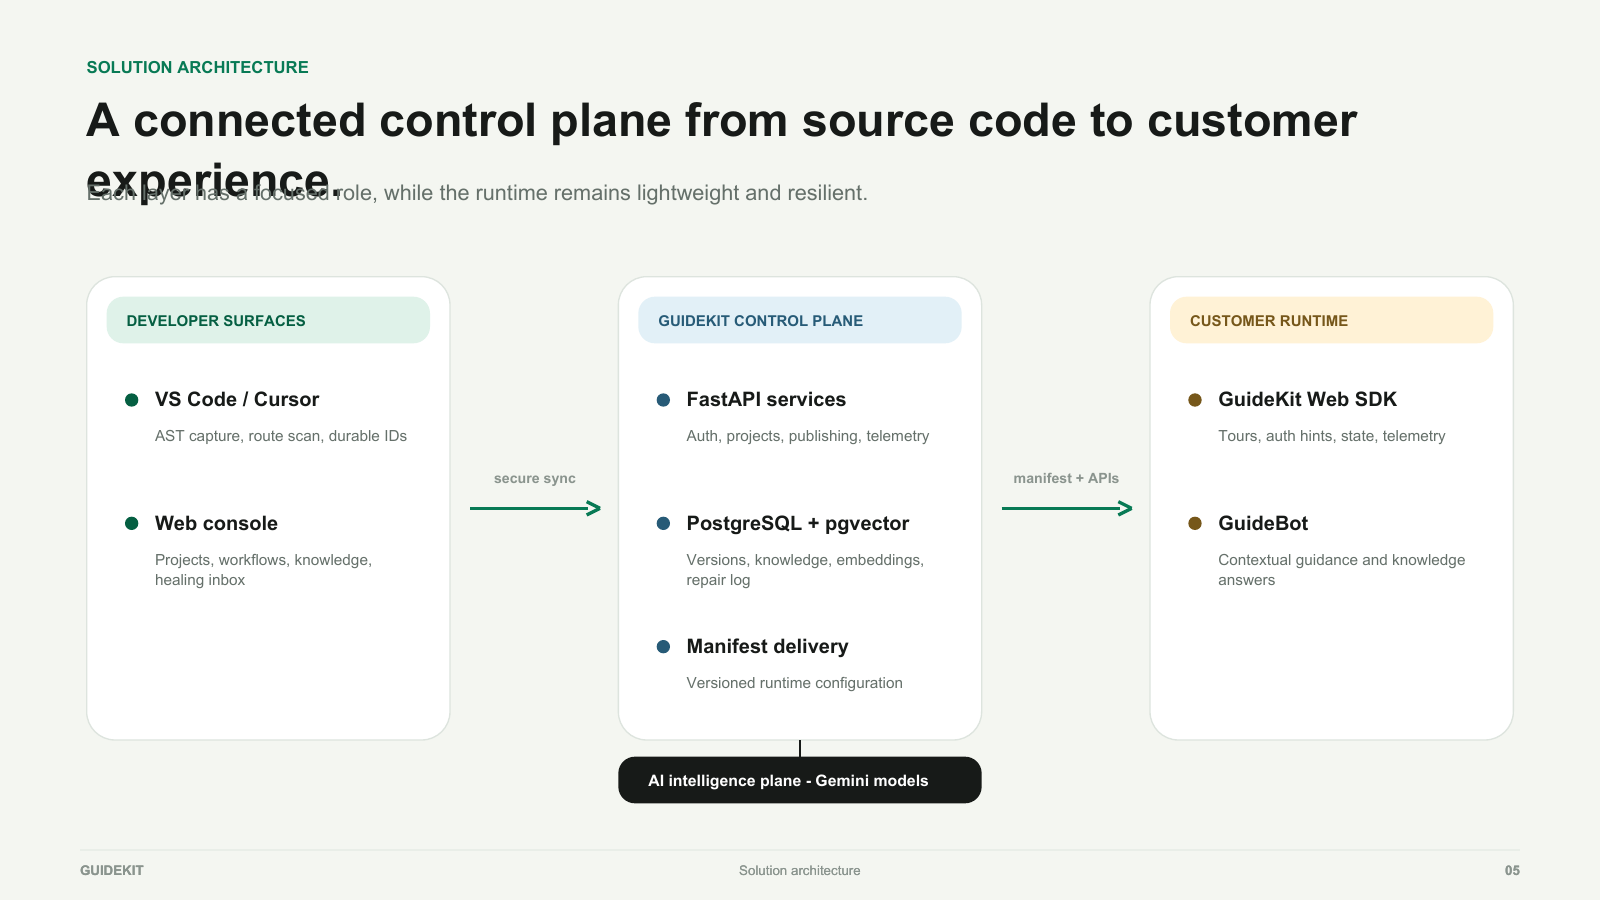 SOLUTION ARCHITECTURE
A connected control plane from source code to customer
experience.
Each layer has a focused role, while the runtime remains lightweight and resilient.
DEVELOPER SURFACES
VS Code / Cursor
AST capture, route scan, durable IDs
Web console
Projects, workflows, knowledge,
healing inbox
secure sync
GUIDEKIT CONTROL PLANE
FastAPI services
Auth, projects, publishing, telemetry
PostgreSQL + pgvector
Versions, knowledge, embeddings,
repair log
Manifest delivery
Versioned runtime configuration
AI intelligence plane - Gemini models
manifest + APIs
CUSTOMER RUNTIME
GuideKit Web SDK
Tours, auth hints, state, telemetry
GuideBot
Contextual guidance and knowledge
answers
GUIDEKIT
Solution architecture
05